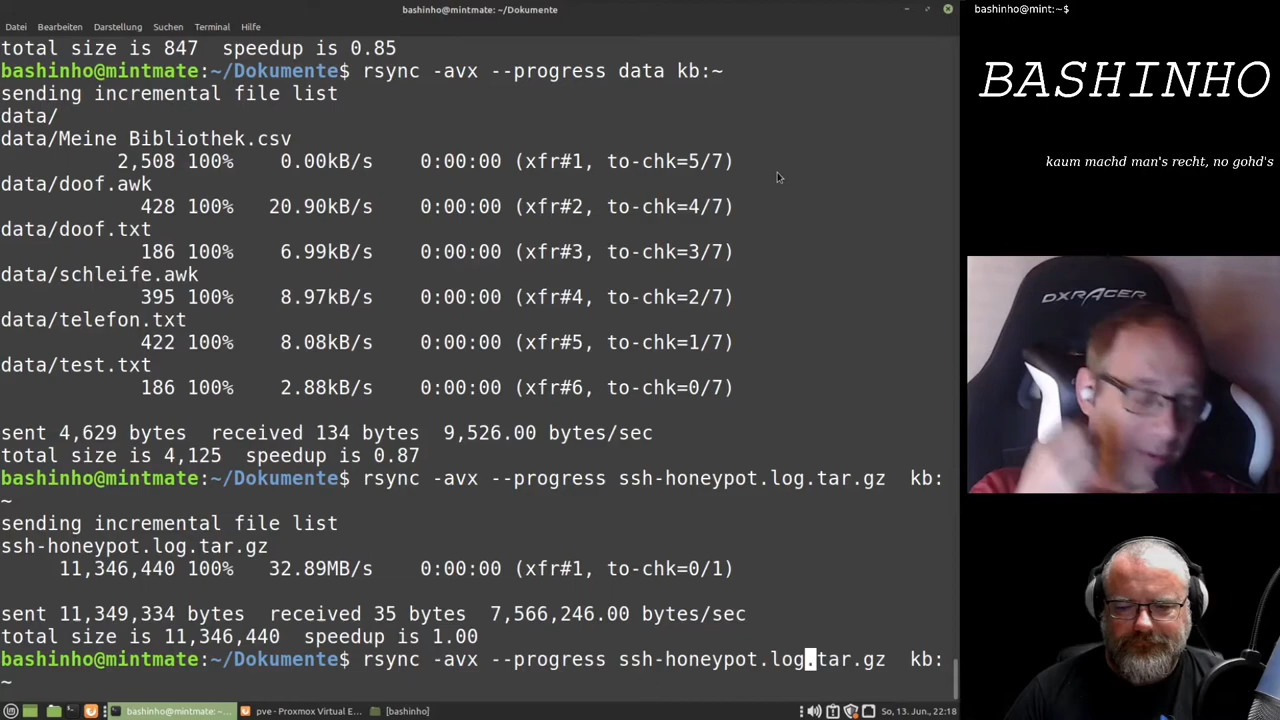 bashinho@mintmate: ~/Dokumente
Datei Bearbeiten Darstellung Suchen Terminal Hilfe
total size is 847  speedup is 0.85
bashinho@mintmate:~/Dokumente$ rsync -avx --progress data kb:~
sending incremental file list
data/
data/Meine Bibliothek.csv
2,508 100% 0.00kB/s 0:00:00 (xfr#1, to-chk=5/7)
data/doof.awk
428 100% 20.90kB/s 0:00:00 (xfr#2, to-chk=4/7)
data/doof.txt
186 100% 6.99kB/s 0:00:00 (xfr#3, to-chk=3/7)
data/schleife.awk
395 100% 8.97kB/s 0:00:00 (xfr#4, to-chk=2/7)
data/telefon.txt
422 100% 8.08kB/s 0:00:00 (xfr#5, to-chk=1/7)
data/test.txt
186 100% 2.88kB/s 0:00:00 (xfr#6, to-chk=0/7)
sent 4,629 bytes  received 134 bytes  9,526.00 bytes/sec
total size is 4,125  speedup is 0.87
bashinho@mintmate:~/Dokumente$ rsync -avx --progress ssh-honeypot.log.tar.gz  kb:
~
sending incremental file list
ssh-honeypot.log.tar.gz
11,346,440 100% 32.89MB/s 0:00:00 (xfr#1, to-chk=0/1)
sent 11,349,334 bytes  received 35 bytes  7,566,246.00 bytes/sec
total size is 11,346,440  speedup is 1.00
bashinho@mintmate:~/Dokumente$ rsync -avx --progress ssh-honeypot.log.tar.gz  kb:
~
bashinho@mintmate: ~...
pve - Proxmox Virtual E...
[bashinho]
So, 13. Jun., 22:18
bashinho@mint:~$
BASHINHO
kaum machd man's recht, no gohd's
DXRACER